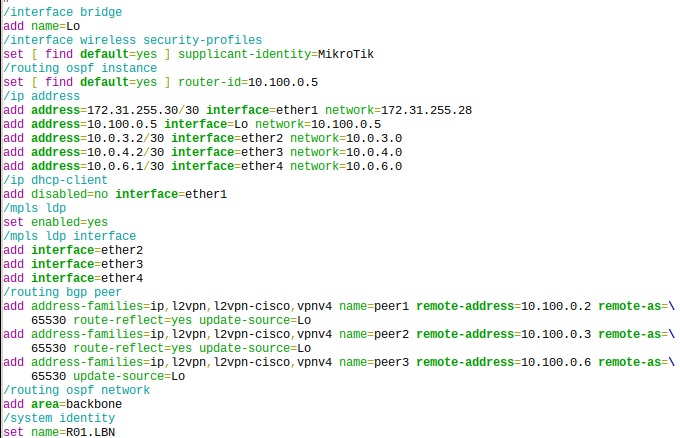 /interface bridge
add name=Lo
/interface wireless security-profiles
set [ find default=yes ] supplicant-identity=MikroTik
/routing ospf instance
set [ find default=yes ] router-id=10.100.0.5
/ip address
add address=172.31.255.30/30 interface=ether1 network=172.31.255.28
add address=10.100.0.5 interface=Lo network=10.100.0.5
add address=10.0.3.2/30 interface=ether2 network=10.0.3.0
add address=10.0.4.2/30 interface=ether3 network=10.0.4.0
add address=10.0.6.1/30 interface=ether4 network=10.0.6.0
/ip dhcp-client
add disabled=no interface=ether1
/mpls ldp
set enabled=yes
/mpls ldp interface
add interface=ether2
add interface=ether3
add interface=ether4
/routing bgp peer
add address-families=ip,l2vpn,l2vpn-cisco,vpnv4 name=peer1 remote-address=10.100.0.2 remote-as=\
    65530 route-reflect=yes update-source=Lo
add address-families=ip,l2vpn,l2vpn-cisco,vpnv4 name=peer2 remote-address=10.100.0.3 remote-as=\
    65530 route-reflect=yes update-source=Lo
add address-families=ip,l2vpn,l2vpn-cisco,vpnv4 name=peer3 remote-address=10.100.0.6 remote-as=\
    65530 update-source=Lo
/routing ospf network
add area=backbone
/system identity
set name=R01.LBN